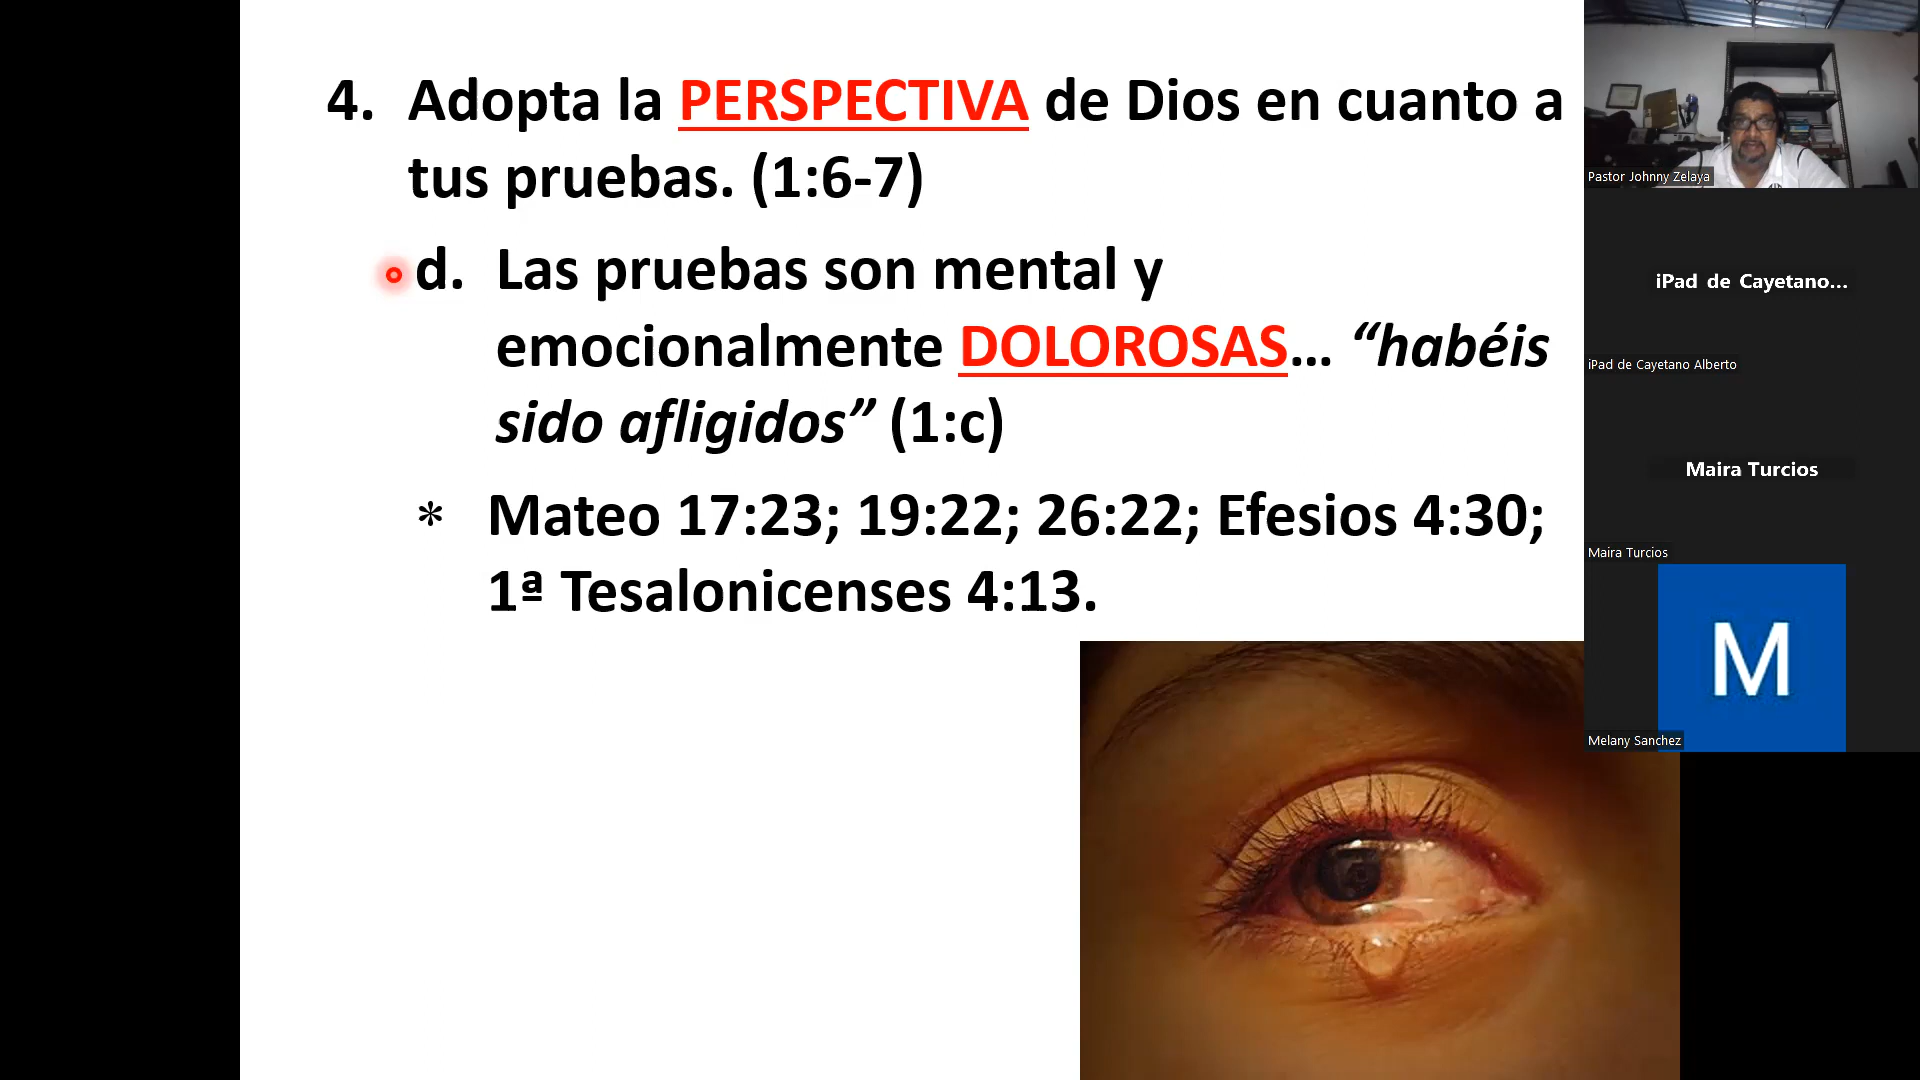 4. Adopta la PERSPECTIVA de Dios en cuanto a
tus pruebas. (1:6-7)
d. Las pruebas son mental y
emocionalmente DOLOROSAS… “habéis
sido afligidos” (1:c)
* Mateo 17:23; 19:22; 26:22; Efesios 4:30;
1ª Tesalonicenses 4:13.
Pastor Johnny Zelaya
iPad de Cayetano...
iPad de Cayetano Alberto
Maira Turcios
Maira Turcios
M
Melany Sanchez